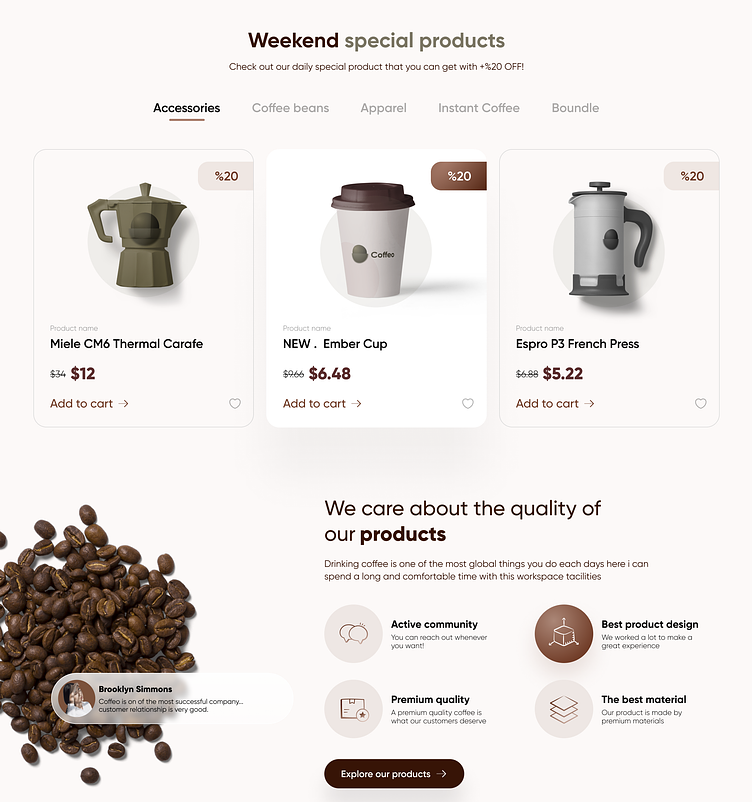 Weekend special products
Check out our daily special product that you can get with +%20 OFF!
Accessories
Coffee beans
Apparel
Instant Coffee
Boundle
%20
Product name
Miele CM6 Thermal Carafe
$34 $12
Add to cart →
%20
Coffeo
Product name
NEW . Ember Cup
$9.66 $6.48
Add to cart →
%20
Product name
Espro P3 French Press
$6.88 $5.22
Add to cart →
Brooklyn Simmons
Coffeo is on of the most successful company...
customer relationship is very good.
We care about the quality of
our products
Drinking coffee is one of the most global things you do each days here i can
spend a long and comfortable time with this workspace tacilities
Active community
You can reach out whenever
you want!
Best product design
We worked a lot to make a
great experience
Premium quality
A premium quality coffee is
what our customers deserve
The best material
Our product is made by
premium materials
Explore our products →